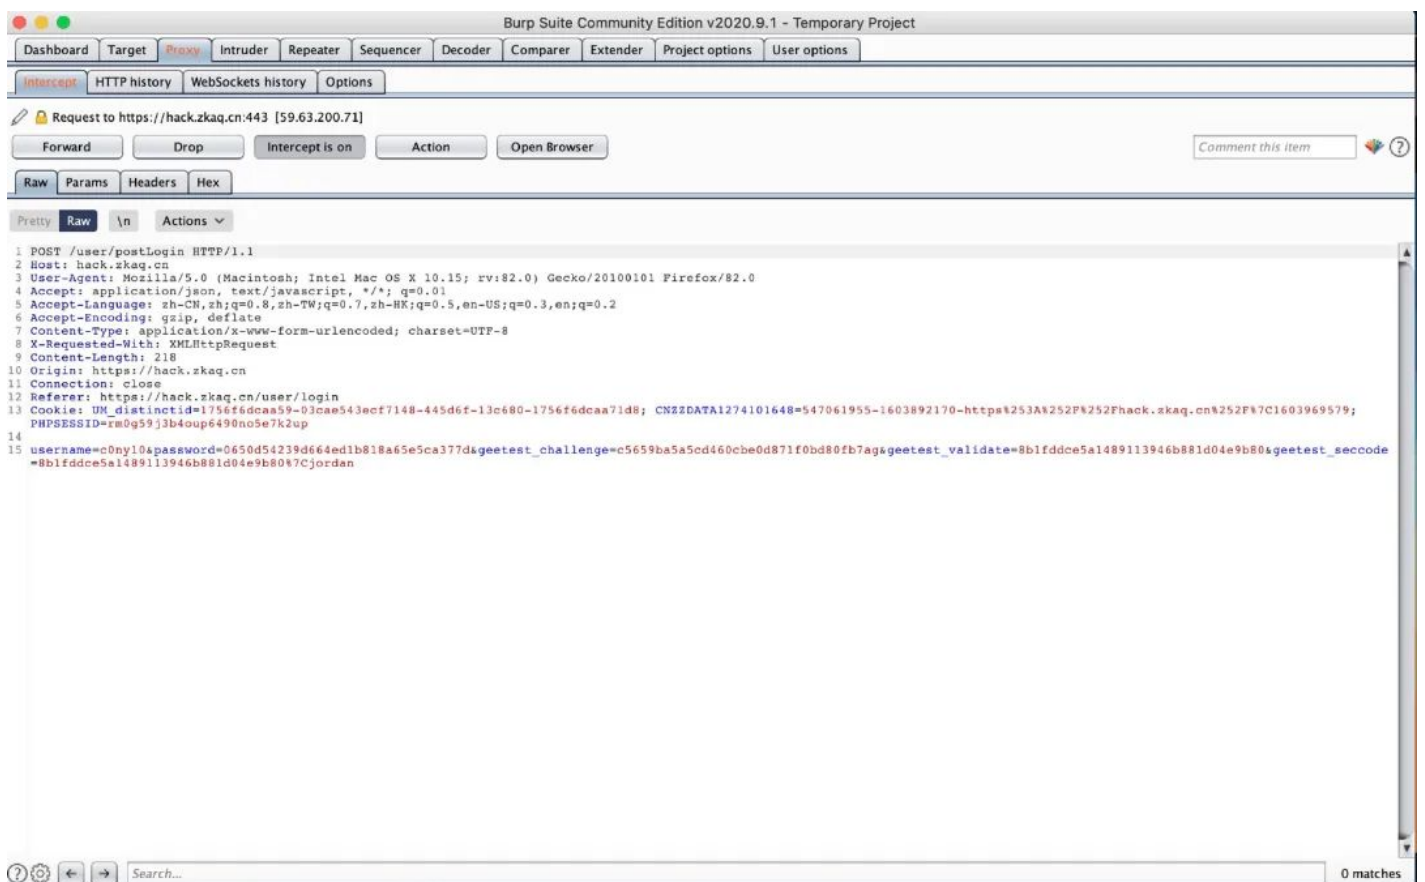 Burp Suite Community Edition v2020.9.1 - Temporary Project
Dashboard Target Proxy Intruder Repeater Sequencer Decoder Comparer Extender Project options User options
Intercept HTTP history WebSockets history Options
Request to https://hack.zkaq.cn:443 [59.63.200.71]
Forward Drop Intercept is on Action Open Browser Comment this item ?
Raw Params Headers Hex
Pretty Raw \n Actions
1 POST /user/postLogin HTTP/1.1
2 Host: hack.zkaq.cn
3 User-Agent: Mozilla/5.0 (Macintosh; Intel Mac OS X 10.15; rv:82.0) Gecko/20100101 Firefox/82.0
4 Accept: application/json, text/javascript, */*; q=0.01
5 Accept-Language: zh-CN,zh;q=0.8,zh-TW;q=0.7,zh-HK;q=0.5,en-US;q=0.3,en;q=0.2
6 Accept-Encoding: gzip, deflate
7 Content-Type: application/x-www-form-urlencoded; charset=UTF-8
8 X-Requested-With: XMLHttpRequest
9 Content-Length: 218
10 Origin: https://hack.zkaq.cn
11 Connection: close
12 Referer: https://hack.zkaq.cn/user/login
13 Cookie: UM_distinctid=1756f6dcaa59-03cae543ecf7148-445d6f-13c680-1756f6dcaa71d8; CNZZDATA1274101648=547061955-1603892170-https%253A%252F%252Fhack.zkaq.cn%252F%7C1603969579;
PHPSESSID=rm0g59j3b4oup6490no5e7k2up
14
15 username=c0ny10&password=0650d54239d664ed1b818a65e5ca377d&geetest_challenge=c5659ba5a5cd460cbe0d871f0bd80fb7ag&geetest_validate=8b1fddce5a1489113946b881d04e9b80&geetest_seccode
=8b1fddce5a1489113946b881d04e9b80%7Cjordan
? Search... 0 matches